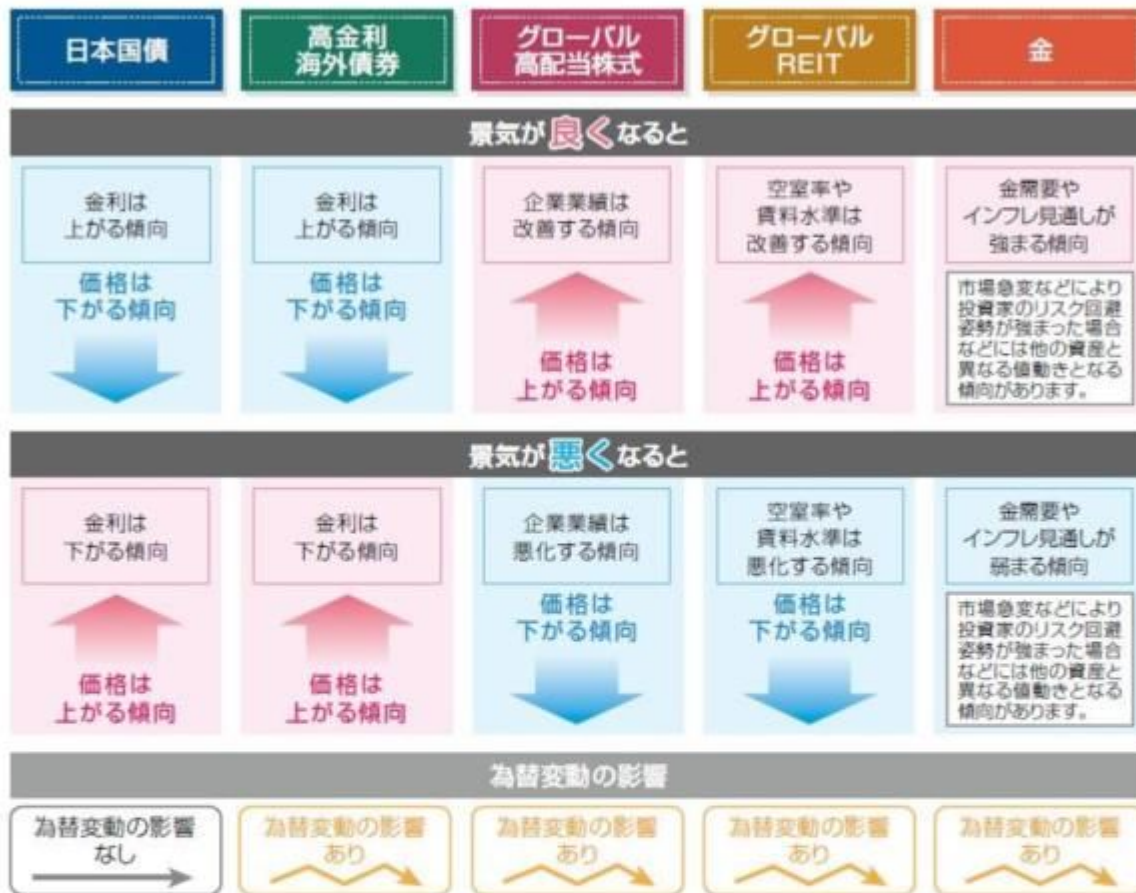 日本国債
高金利
海外債券
グローバル
高配当株式
グローバル
REIT
金
景気が良くなると
金利は
上がる傾向
価格は
下がる傾向
金利は
上がる傾向
価格は
下がる傾向
企業業績は
改善する傾向
価格は
上がる傾向
空室率や
賃料水準は
改善する傾向
価格は
上がる傾向
金需要や
インフレ見通しが
強まる傾向
市場急変などにより
投資家のリスク回避
姿勢が強まった場合
などには他の資産と
異なる値動きとなる
傾向があります。
景気が悪くなると
金利は
下がる傾向
価格は
上がる傾向
金利は
下がる傾向
価格は
上がる傾向
企業業績は
悪化する傾向
価格は
下がる傾向
空室率や
賃料水準は
悪化する傾向
価格は
下がる傾向
金需要や
インフレ見通しが
弱まる傾向
市場急変などにより
投資家のリスク回避
姿勢が強まった場合
などには他の資産と
異なる値動きとなる
傾向があります。
為替変動の影響
為替変動の影響
なし
為替変動の影響
あり
為替変動の影響
あり
為替変動の影響
あり
為替変動の影響
あり